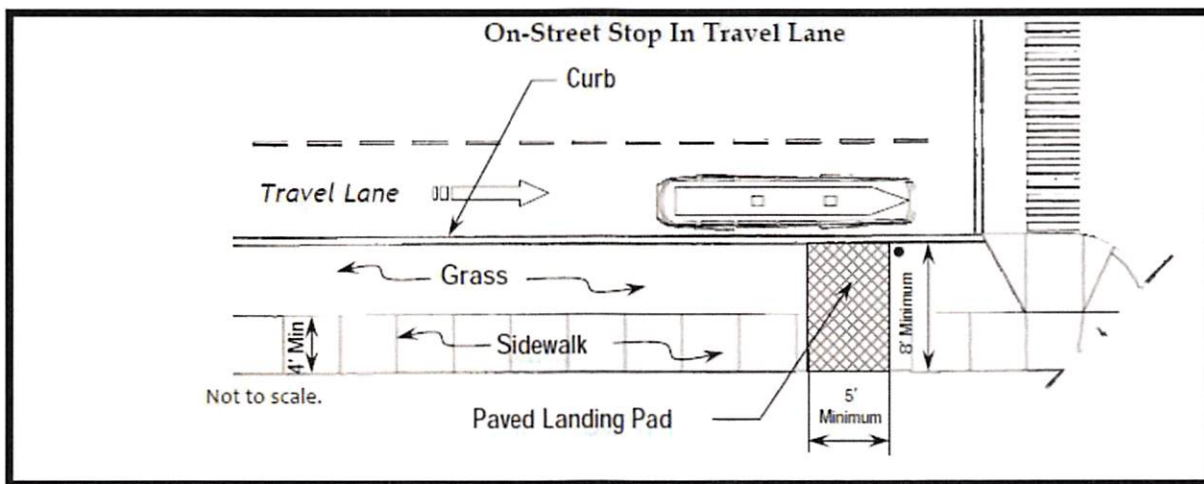 On-Street Stop In Travel Lane
Curb
Travel Lane
Grass
8' Minimum
4' Min
Sidewalk
Not to scale.
Paved Landing Pad
5'
Minimum